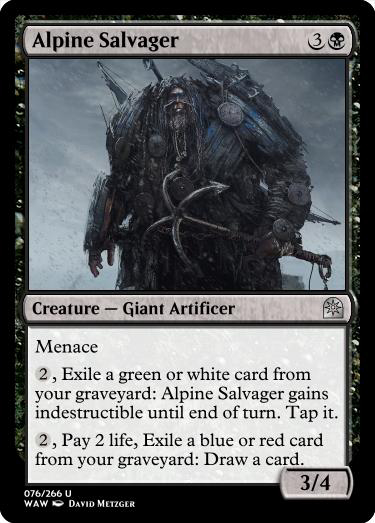 Alpine Salvager 3
Creature — Giant Artificer
Menace
2, Exile a green or white card from
your graveyard: Alpine Salvager gains
indestructible until end of turn. Tap it.
2, Pay 2 life, Exile a blue or red card
from your graveyard: Draw a card.
3/4
076/266 U
WAW David Metzger